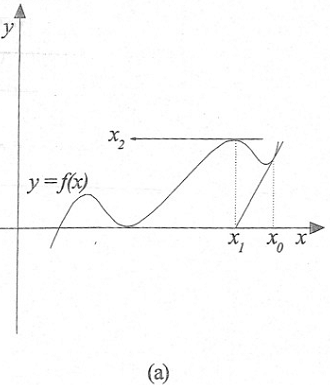 y
x₂
y = f(x)
x₁ x₀ x
(a)